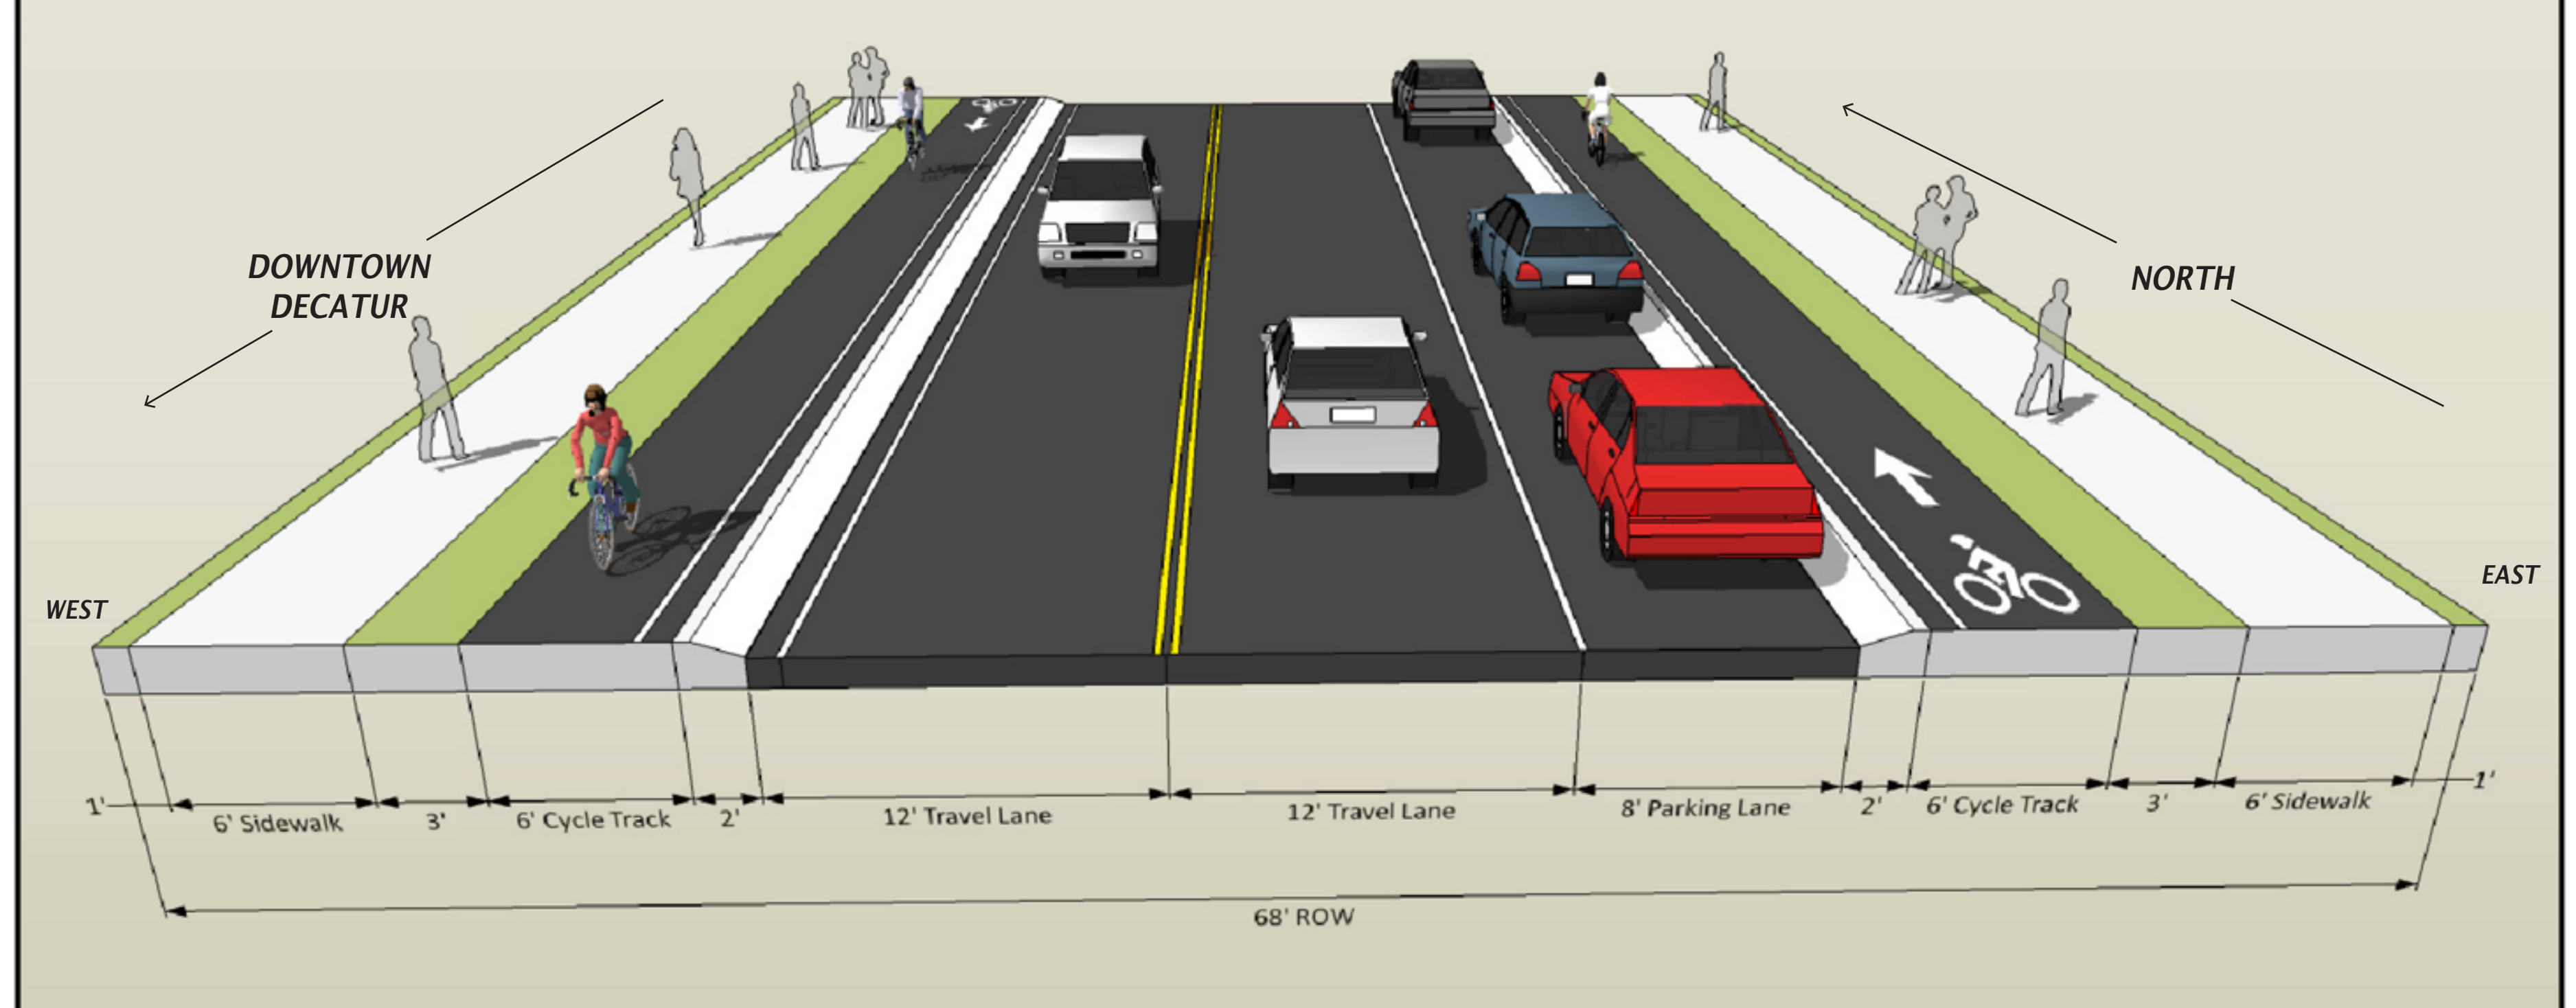 DOWNTOWN
DECATUR
NORTH
WEST
EAST
1'
6' Sidewalk
3'
6' Cycle Track
2'
12' Travel Lane
12' Travel Lane
8' Parking Lane
2'
6' Cycle Track
3'
6' Sidewalk
1'
68' ROW